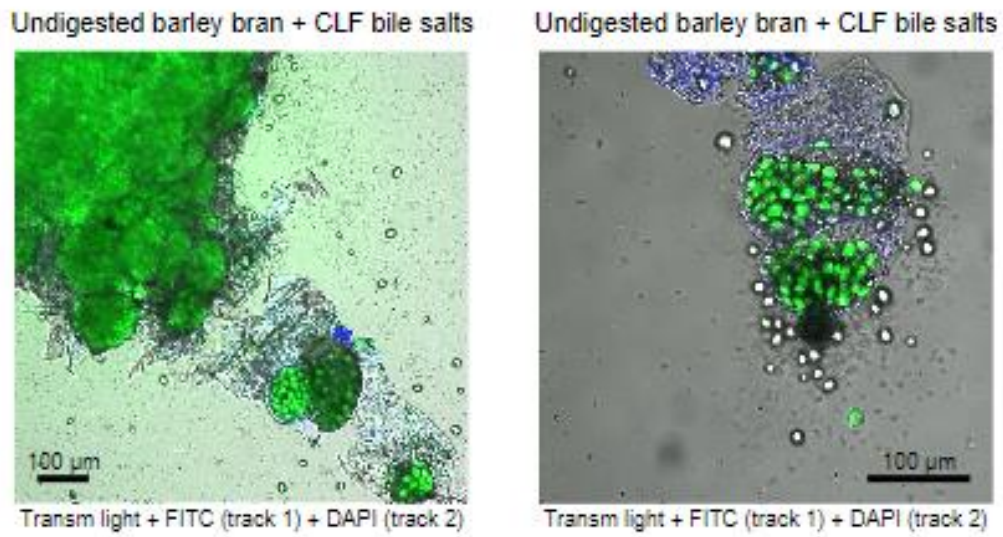 Undigested barley bran + CLF bile salts
Undigested barley bran + CLF bile salts
100 µm
100 µm
Transm light + FITC (track 1) + DAPI (track 2)
Transm light + FITC (track 1) + DAPI (track 2)